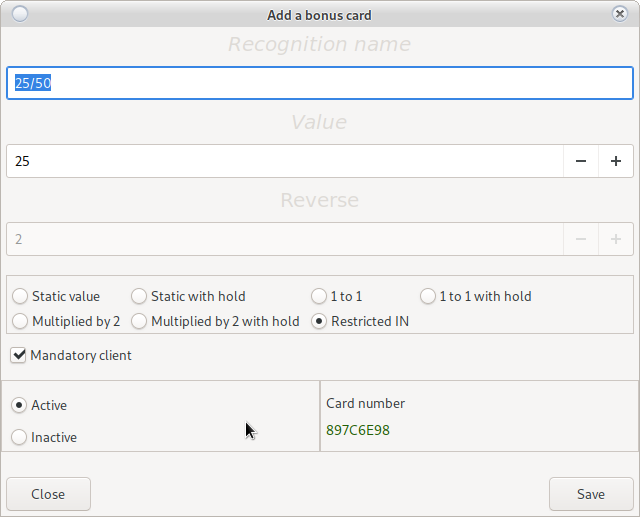 Add a bonus card
Recognition name
25/50
Value
25
Reverse
2
Static value Static with hold 1 to 1 1 to 1 with hold
Multiplied by 2 Multiplied by 2 with hold Restricted IN
Mandatory client
Active
Inactive
Card number
897C6E98
Close Save